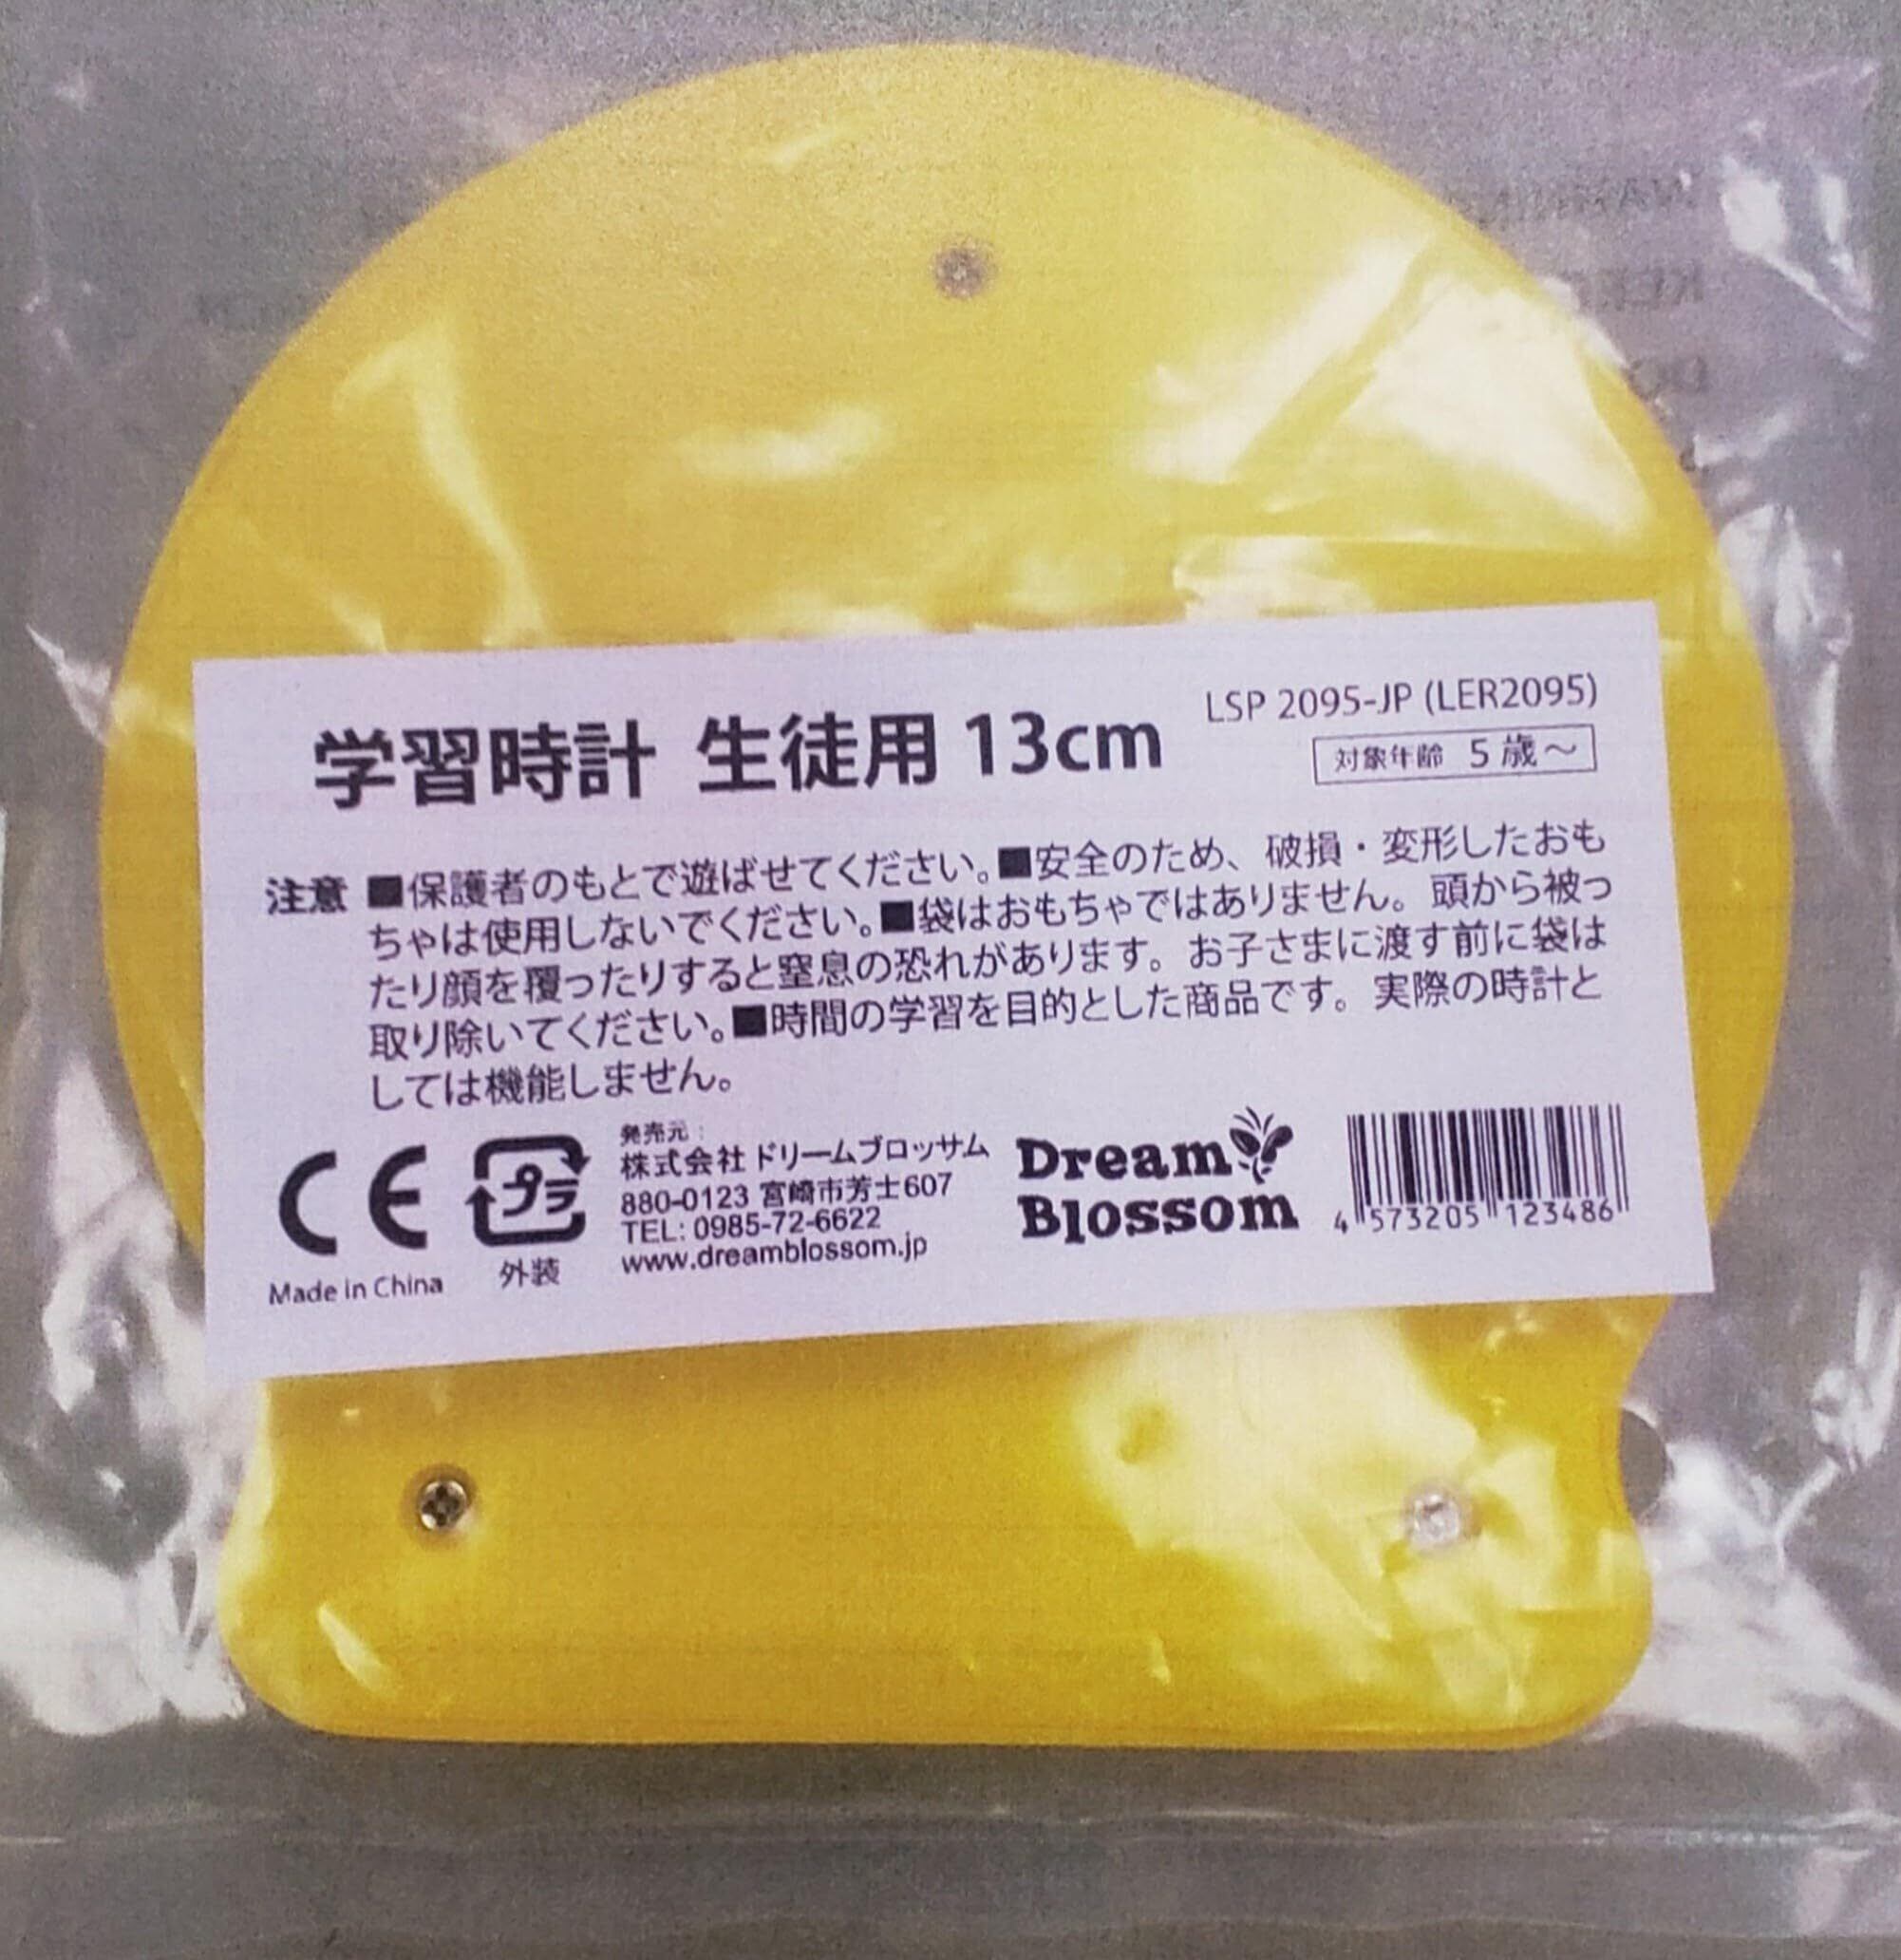 学習時計 生徒用 13cm
LSP 2095-JP (LER2095)
対象年齢 5歳～
注意 ■保護者のもとで遊ばせてください。■安全のため、破損・変形したおも
ちゃは使用しないでください。■袋はおもちゃではありません。頭から被っ
たり顔を覆ったりすると窒息の恐れがあります。お子さまに渡す前に袋は
取り除いてください。■時間の学習を目的とした商品です。実際の時計と
しては機能しません。
CE
Made in China
プラ
外装
発売元:
株式会社 ドリームブロッサム
880-0123 宮崎市芳士607
TEL: 0985-72-6622
www.dreamblossom.jp
Dream
Blossom
4 573205 123486